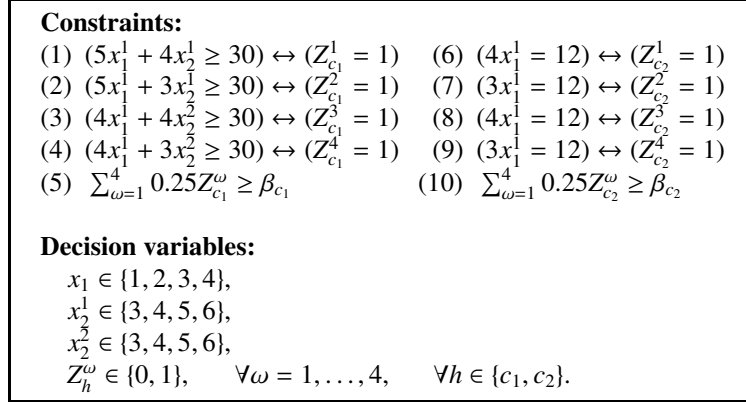 Constraints:
(1) (5x_1^1 + 4x_2^1 ≥ 30) ↔ (Z_{c_1}^1 = 1) (6) (4x_1^1 = 12) ↔ (Z_{c_2}^1 = 1)
(2) (5x_1^1 + 3x_2^1 ≥ 30) ↔ (Z_{c_1}^2 = 1) (7) (3x_1^1 = 12) ↔ (Z_{c_2}^2 = 1)
(3) (4x_1^1 + 4x_2^2 ≥ 30) ↔ (Z_{c_1}^3 = 1) (8) (4x_1^1 = 12) ↔ (Z_{c_2}^3 = 1)
(4) (4x_1^1 + 3x_2^2 ≥ 30) ↔ (Z_{c_1}^4 = 1) (9) (3x_1^1 = 12) ↔ (Z_{c_2}^4 = 1)
(5) ∑_{ω=1}^4 0.25Z_{c_1}^ω ≥ β_{c_1} (10) ∑_{ω=1}^4 0.25Z_{c_2}^ω ≥ β_{c_2}
Decision variables:
x_1 ∈ {1, 2, 3, 4},
x_2^1 ∈ {3, 4, 5, 6},
x_2^2 ∈ {3, 4, 5, 6},
Z_h^ω ∈ {0, 1}, ∀ω = 1, . . . , 4, ∀h ∈ {c_1, c_2}.